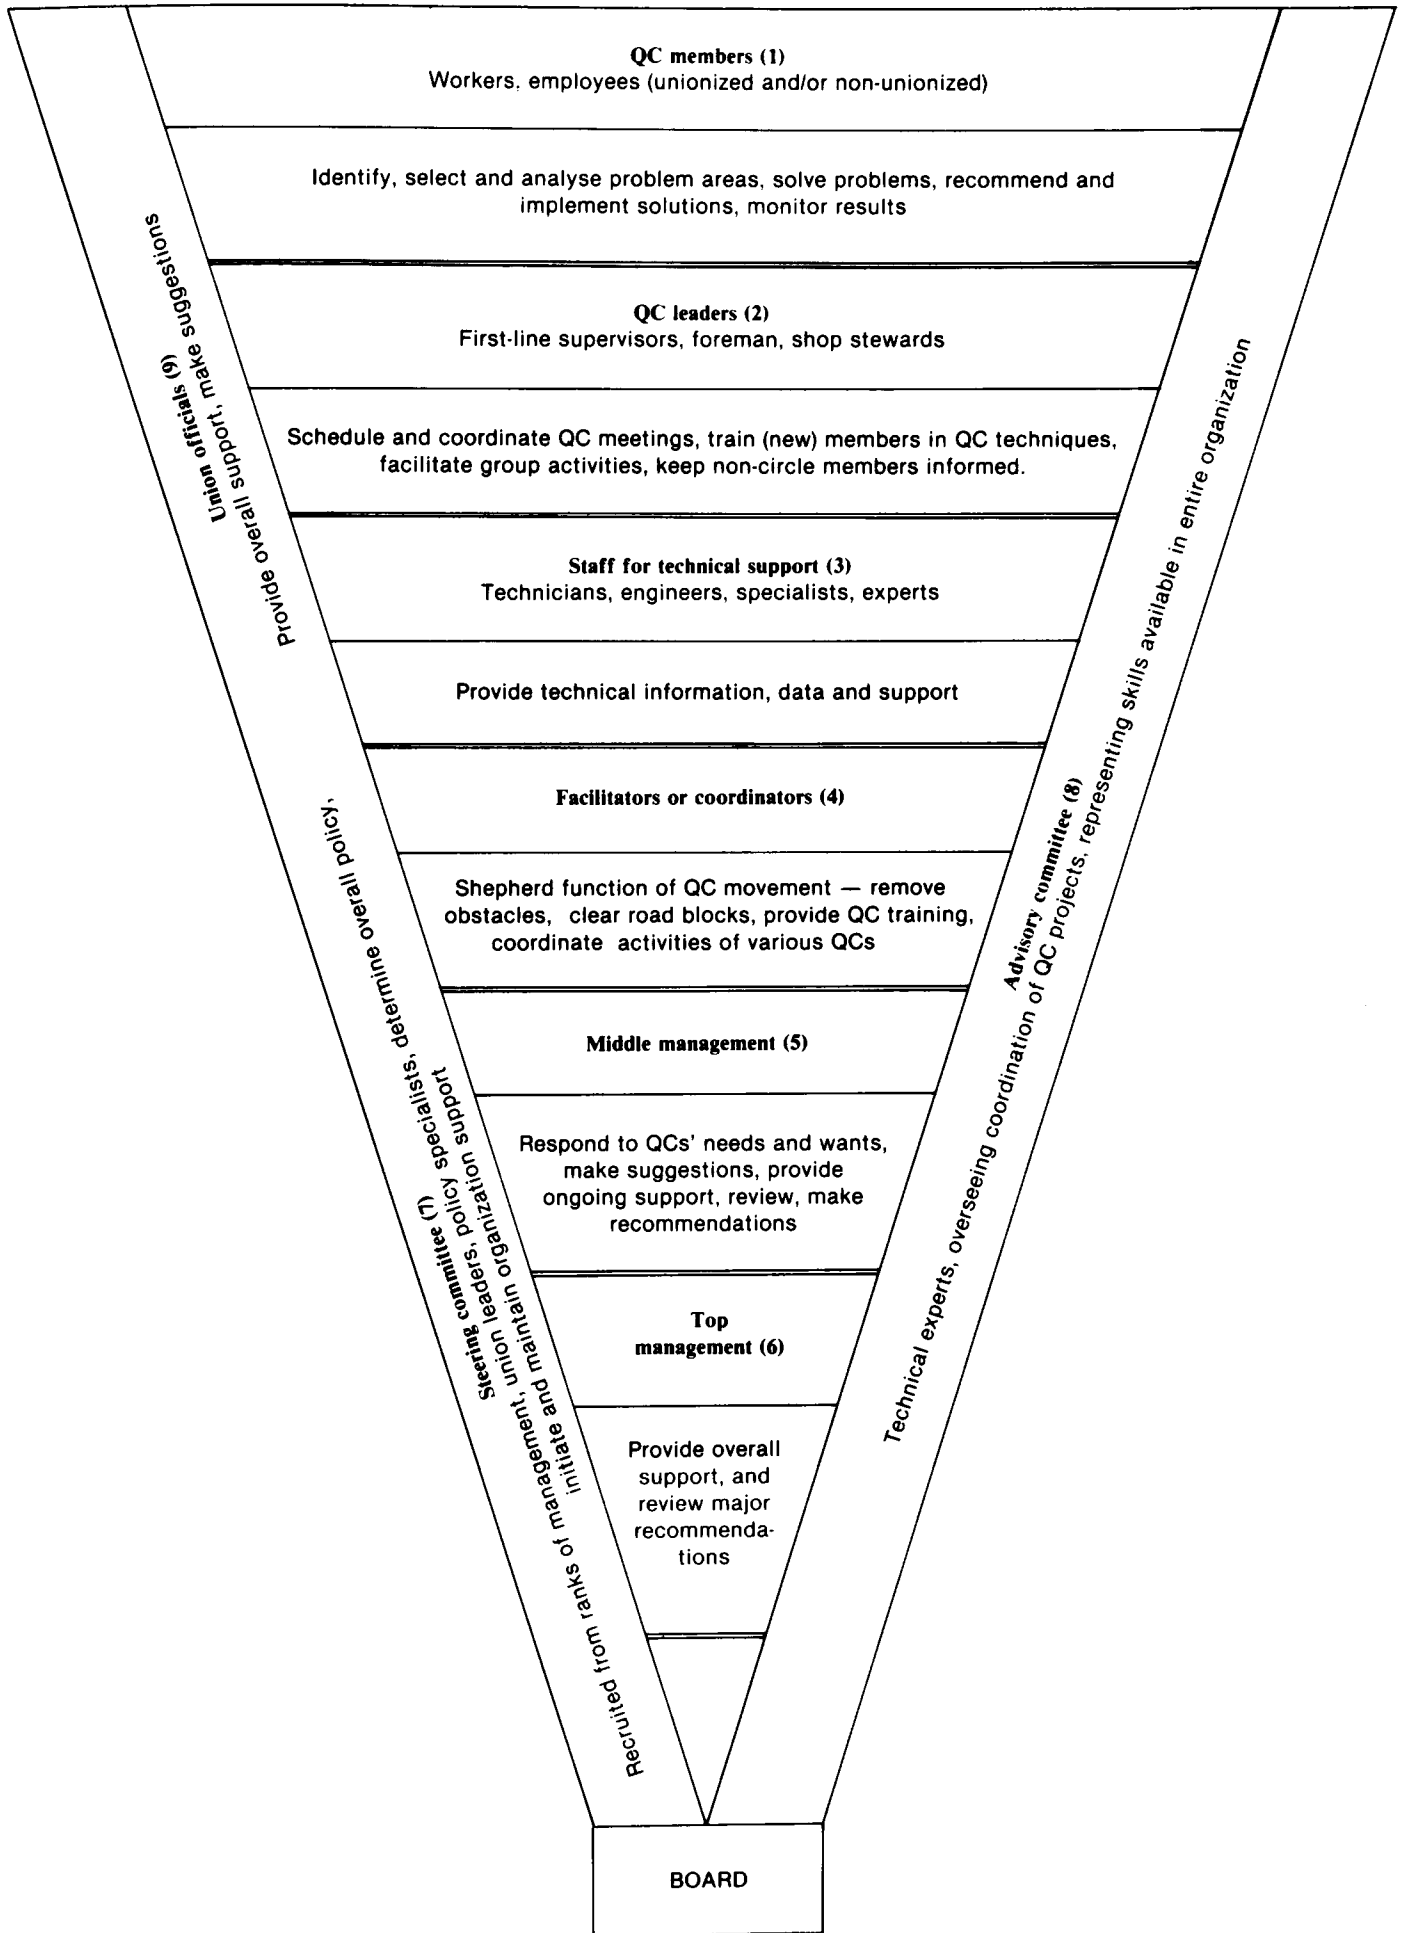 QC members (1)
Workers, employees (unionized and/or non-unionized)
Identify, select and analyse problem areas, solve problems, recommend and
implement solutions, monitor results
QC leaders (2)
First-line supervisors, foreman, shop stewards
Schedule and coordinate QC meetings, train (new) members in QC techniques,
facilitate group activities, keep non-circle members informed.
Staff for technical support (3)
Technicians, engineers, specialists, experts
Provide technical information, data and support
Facilitators or coordinators (4)
Shepherd function of QC movement — remove
obstacles, clear road blocks, provide QC training,
coordinate activities of various QCs
Middle management (5)
Respond to QCs' needs and wants,
make suggestions, provide
ongoing support, review, make
recommendations
Top
management (6)
Provide overall
support, and
review major
recommenda-
tions
Union officials (9)
Provide overall support, make suggestions
Steering committee (7)
Recruited from ranks of management, union leaders, policy specialists, determine overall policy,
initiate and maintain organization support
Advisory committee (8)
Technical experts, overseeing coordination of QC projects, representing skills available in entire organization
BOARD